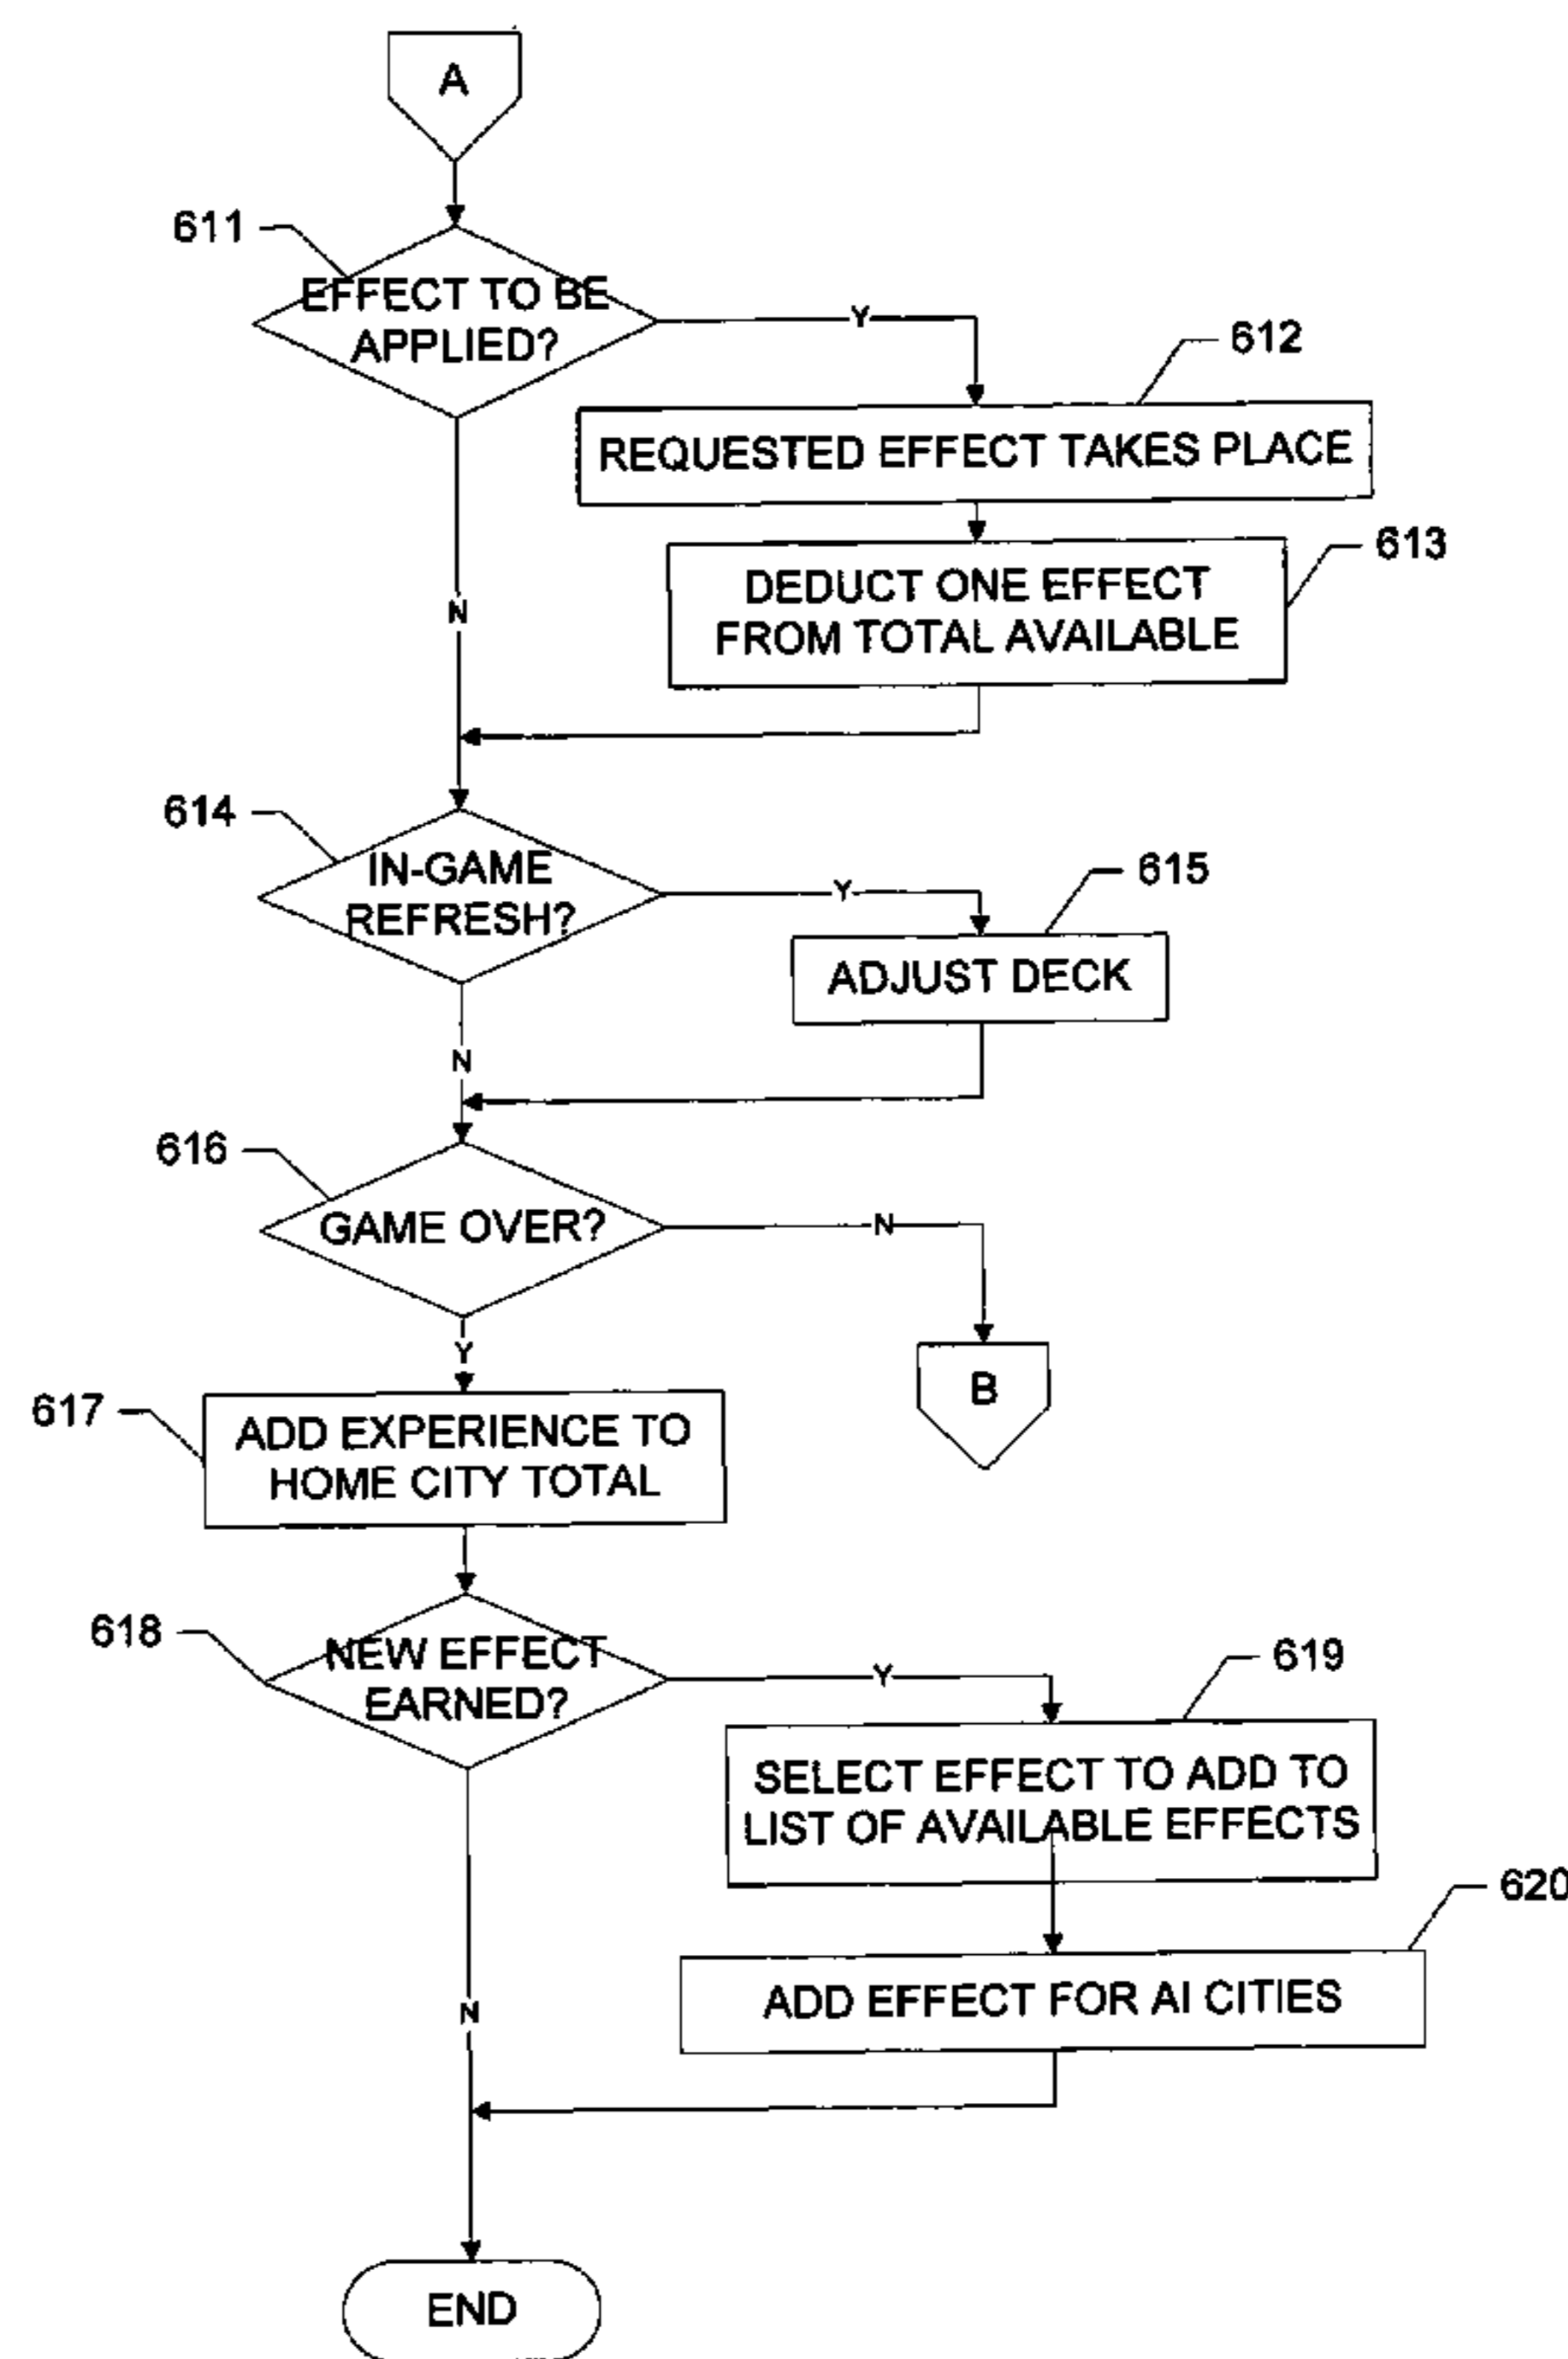 A
611
EFFECT TO BE
APPLIED?
Y
612
REQUESTED EFFECT TAKES PLACE
613
DEDUCT ONE EFFECT
FROM TOTAL AVAILABLE
N
614
IN-GAME
REFRESH?
Y
615
ADJUST DECK
N
616
GAME OVER?
N
B
Y
617
ADD EXPERIENCE TO
HOME CITY TOTAL
618
NEW EFFECT
EARNED?
Y
619
SELECT EFFECT TO ADD TO
LIST OF AVAILABLE EFFECTS
620
ADD EFFECT FOR AI CITIES
N
END